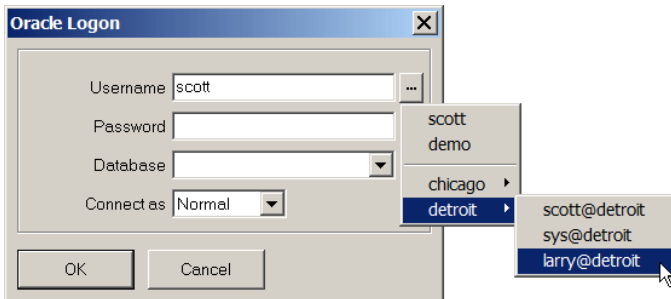 Oracle Logon
Username scott ...
Password
Database
Connect as Normal
OK Cancel
scott
demo
chicago
detroit
scott@detroit
sys@detroit
larry@detroit